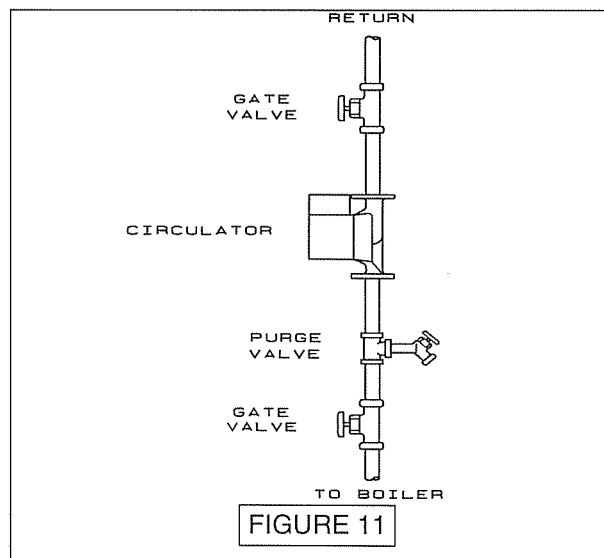 RETURN
GATE
VALVE
CIRCULATOR
PURGE
VALVE
GATE
VALVE
TO BOILER
FIGURE 11